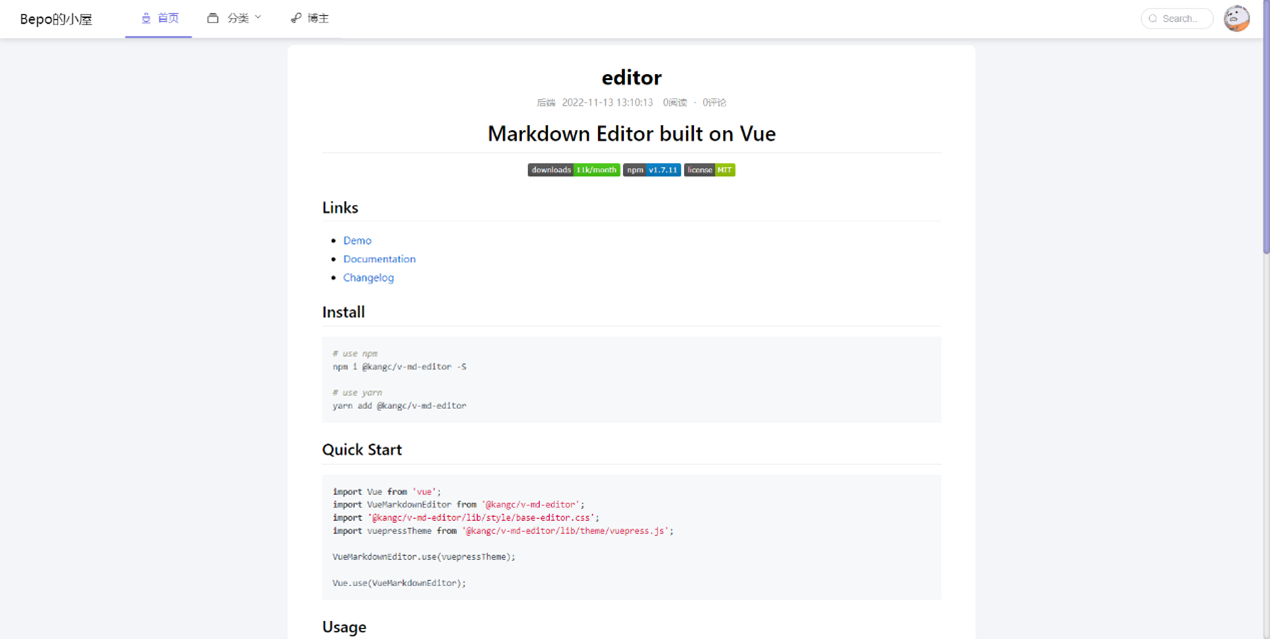 Bepo的小屋
首页
分类
博主
Search...
editor
后端 2022-11-13 13:10:13 0阅读 · 0评论
Markdown Editor built on Vue
downloads 11k/month npm v1.7.11 license MIT
Links
Demo
Documentation
Changelog
Install
# use npm
npm i @kangc/v-md-editor -S
# use yarn
yarn add @kangc/v-md-editor
Quick Start
import Vue from 'vue';
import VueMarkdownEditor from '@kangc/v-md-editor';
import '@kangc/v-md-editor/lib/style/base-editor.css';
import vuepressTheme from '@kangc/v-md-editor/lib/theme/vuepress.js';
VueMarkdownEditor.use(vuepressTheme);
Vue.use(VueMarkdownEditor);
Usage